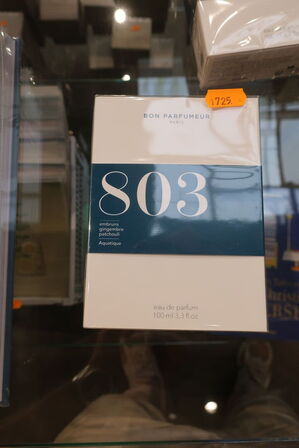 1725.
BON PARFUMEUR
PARIS
803
embruns
gingembre
patchouli
Aquatique
eau de parfum
100 ml 3,3 fl.oz